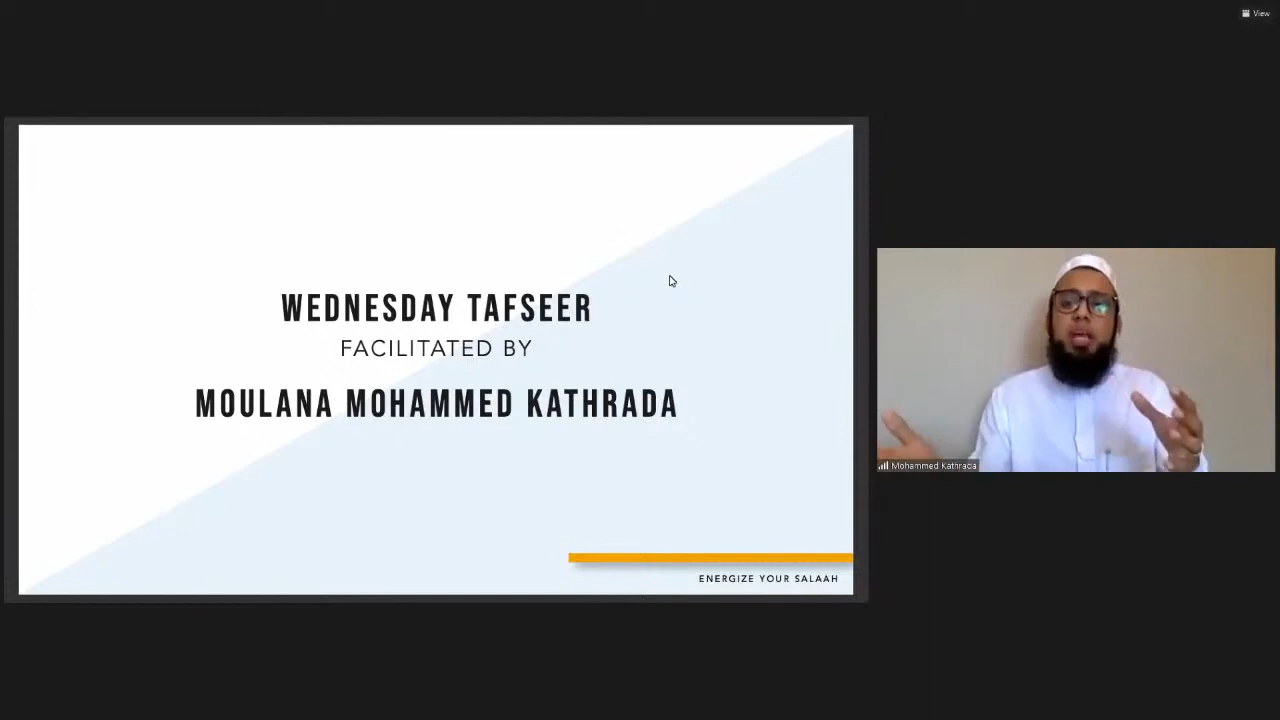 View
WEDNESDAY TAFSEER
FACILITATED BY
MOULANA MOHAMMED KATHRADA
Mohammed Kathrada
ENERGIZE YOUR SALAAH